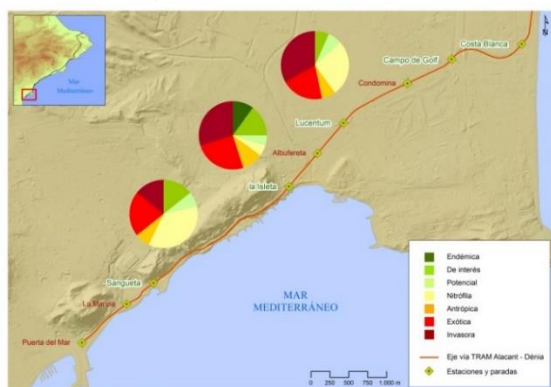 Mar
Mediterráneo
Costa Blanca
Campo de Golf
Condomina
Lucentum
Albufereta
la Isleta
Sangueta
La Marina
Puerta del Mar
MAR
MEDITERRÁNEO
Endémica
De interés
Potencial
Nitrófila
Antrópica
Exótica
Invasora
Eje vía TRAM Alacant - Dénia
Estaciones y paradas
0 250 500 750 1.000 m